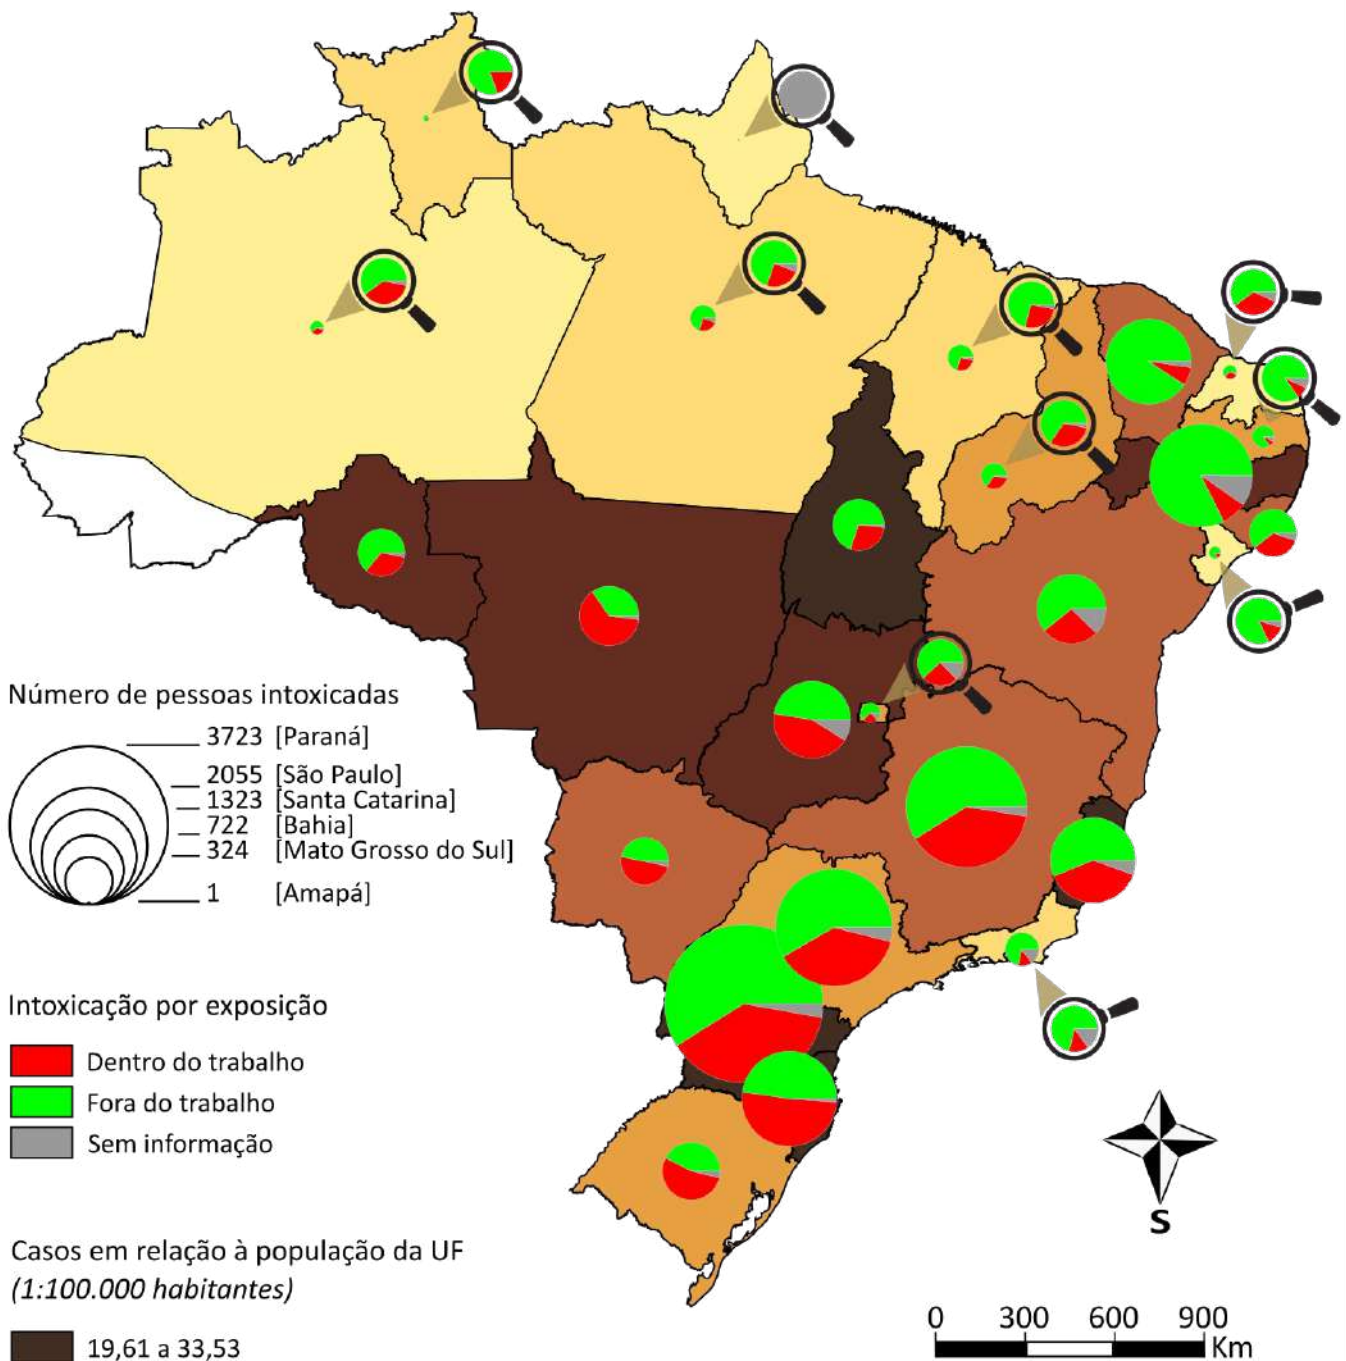 Número de pessoas intoxicadas
3723 [Paraná]
2055 [São Paulo]
1323 [Santa Catarina]
722 [Bahia]
324 [Mato Grosso do Sul]
1 [Amapá]
Intoxicação por exposição
Dentro do trabalho
Fora do trabalho
Sem informação
Casos em relação à população da UF
(1:100.000 habitantes)
19,61 a 33,53
S
0 300 600 900
Km